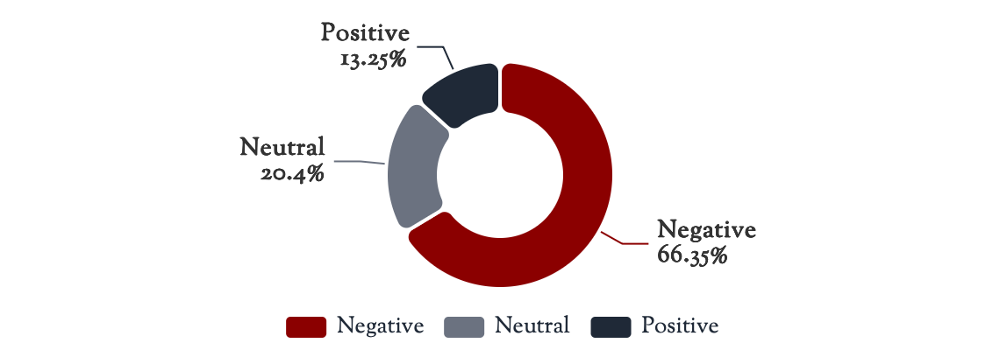 Positive
13.25%
Neutral
20.4%
Negative
66.35%
Negative Neutral Positive